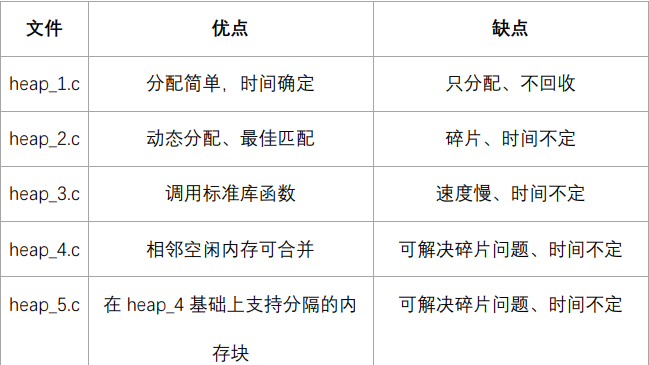 文件 优点 缺点
heap_1.c 分配简单，时间确定 只分配、不回收
heap_2.c 动态分配、最佳匹配 碎片、时间不定
heap_3.c 调用标准库函数 速度慢、时间不定
heap_4.c 相邻空闲内存可合并 可解决碎片问题、时间不定
heap_5.c 在 heap_4 基础上支持分隔的内 可解决碎片问题、时间不定
存块